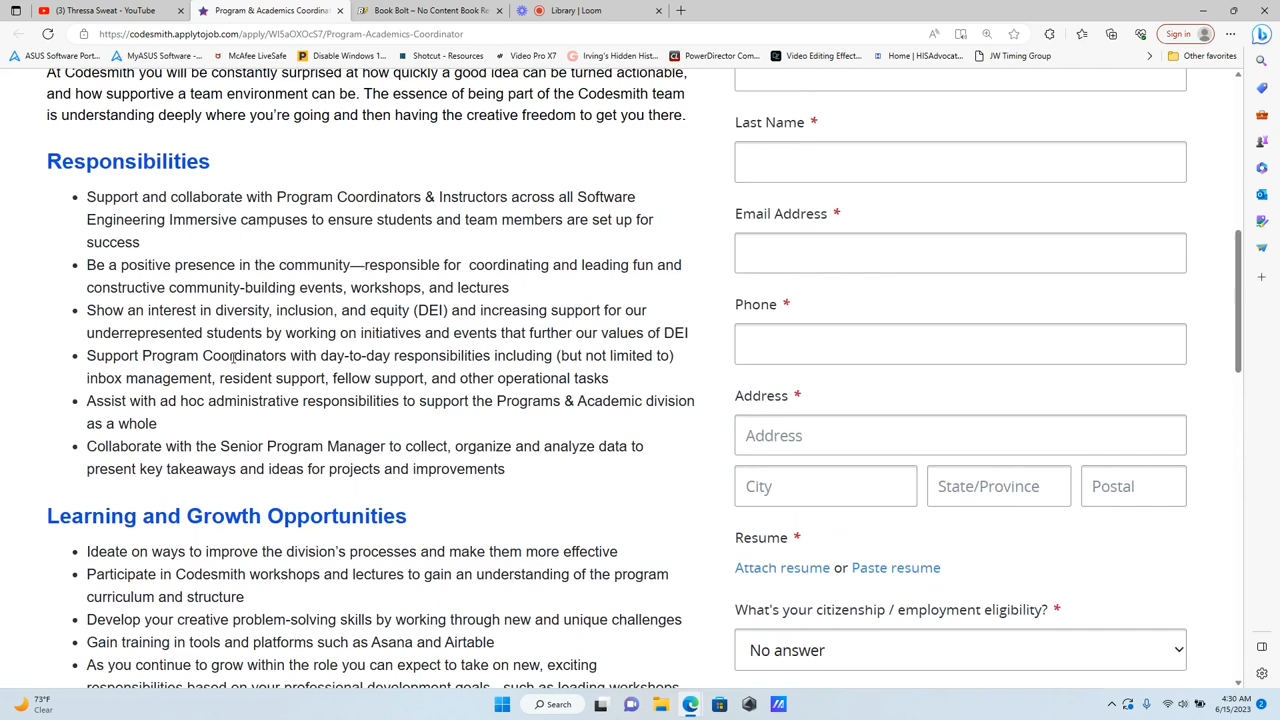 (3) Thressa Sweat - YouTube
Program & Academics Coordina
Book Bolt – No Content Book Re
Library | Loom
https://codesmith.applytojob.com/apply/
/Program-Academics-Coordinator
Sign in
ASUS Software Port...
MyASUS Software -...
McAfee LiveSafe
Disable Windows 1...
Shotcut - Resources
Video Pro X7
Irving's Hidden Hist...
PowerDirector Com...
Video Editing Effect...
Home | HISAdvocat...
JW Timing Group
Other favorites
At Codesmith you will be constantly surprised at how quickly a good idea can be turned actionable,
and how supportive a team environment can be. The essence of being part of the Codesmith team
is understanding deeply where you’re going and then having the creative freedom to get you there.
Responsibilities
Support and collaborate with Program Coordinators & Instructors across all Software
Engineering Immersive campuses to ensure students and team members are set up for
success
Be a positive presence in the community—responsible for  coordinating and leading fun and
constructive community-building events, workshops, and lectures
Show an interest in diversity, inclusion, and equity (DEI) and increasing support for our
underrepresented students by working on initiatives and events that further our values of DEI
Support Program Coordinators with day-to-day responsibilities including (but not limited to)
inbox management, resident support, fellow support, and other operational tasks
Assist with ad hoc administrative responsibilities to support the Programs & Academic division
as a whole
Collaborate with the Senior Program Manager to collect, organize and analyze data to
present key takeaways and ideas for projects and improvements
Learning and Growth Opportunities
Ideate on ways to improve the division’s processes and make them more effective
Participate in Codesmith workshops and lectures to gain an understanding of the program
curriculum and structure
Develop your creative problem-solving skills by working through new and unique challenges
Gain training in tools and platforms such as Asana and Airtable
As you continue to grow within the role you can expect to take on new, exciting
responsibilities based on your professional development goals - such as leading workshops
Last Name *
Email Address *
Phone *
Address *
Address
City
State/Province
Postal
Resume *
Attach resume or Paste resume
What's your citizenship / employment eligibility? *
No answer
73°F
Clear
Search
4:30 AM
6/15/2023
2